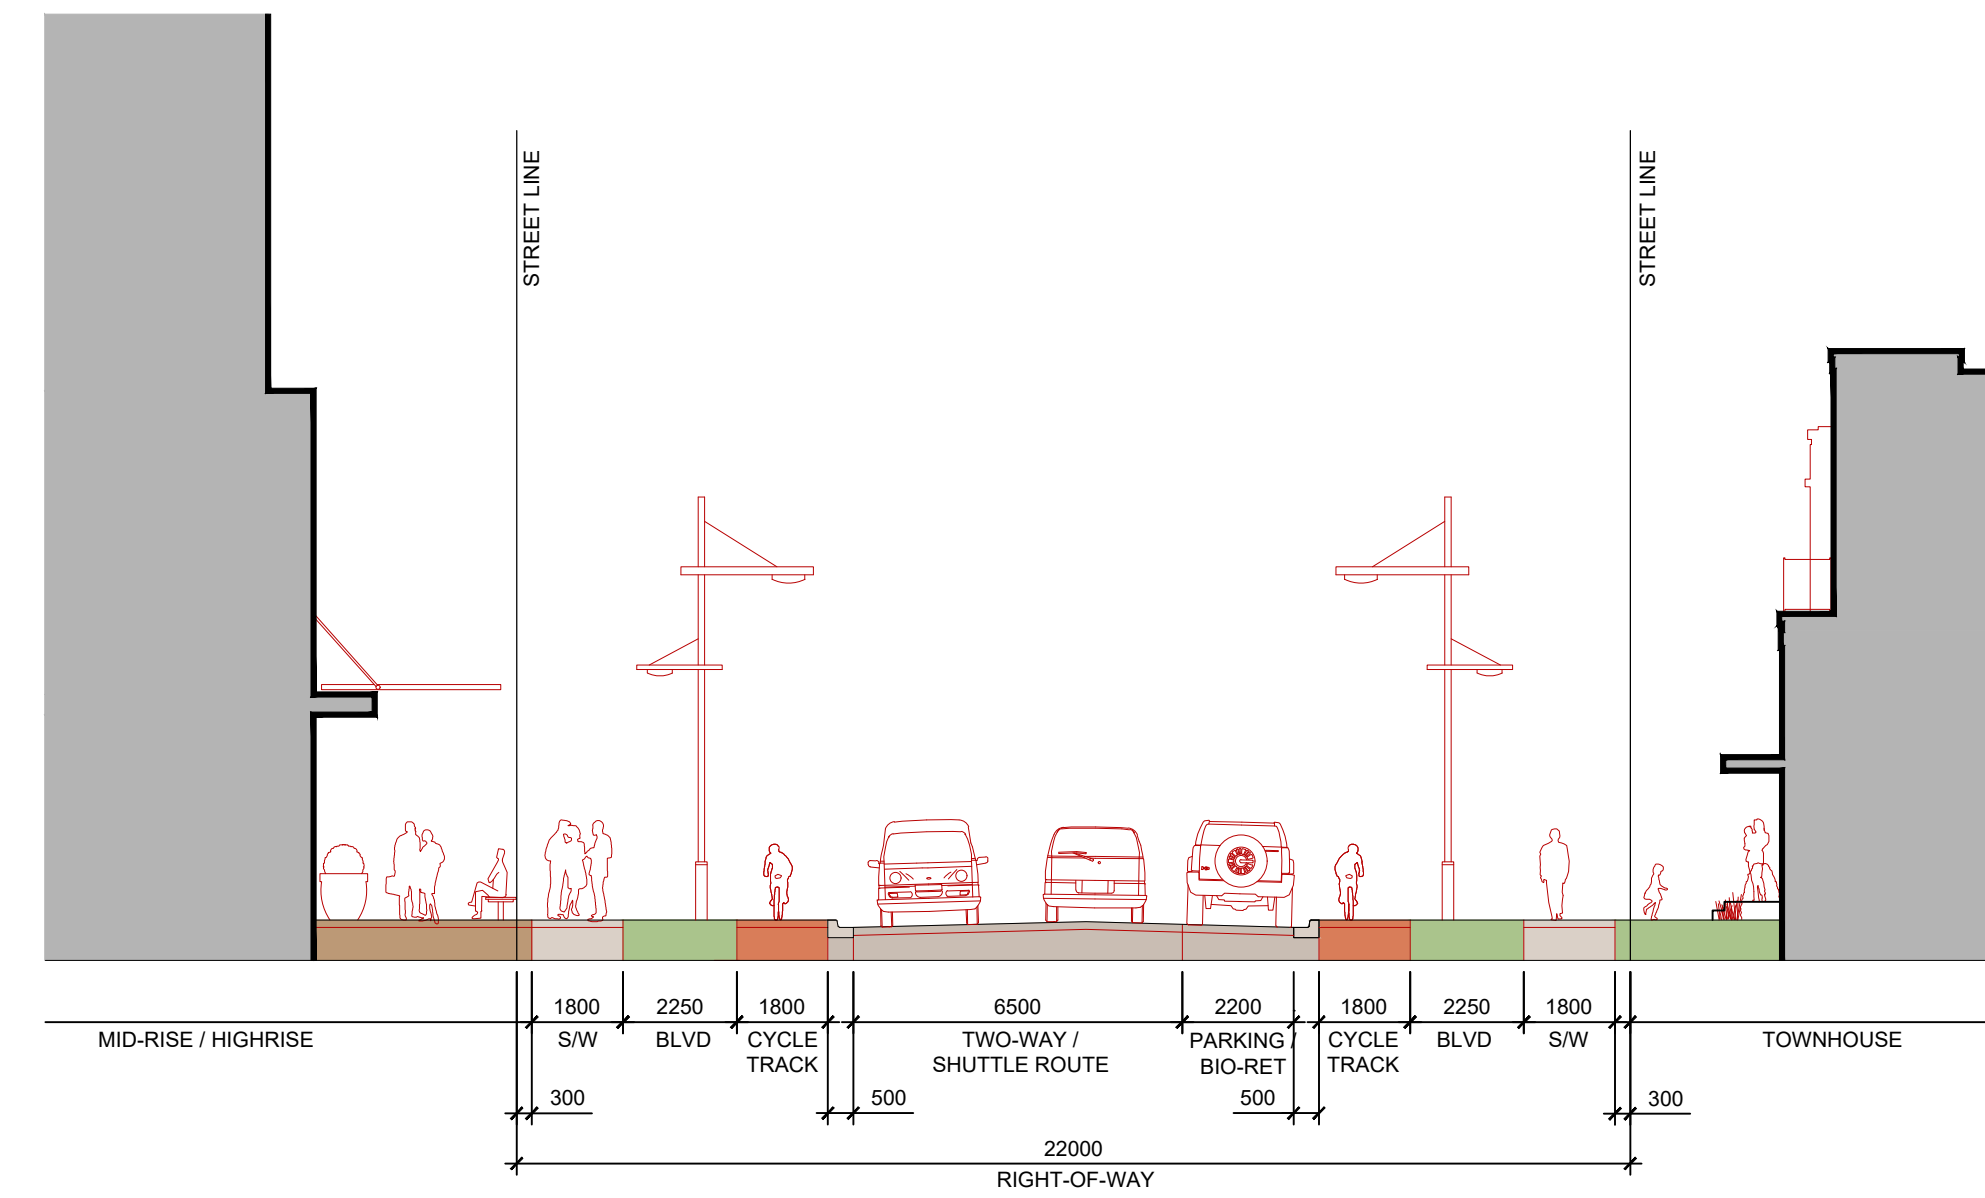 STREET LINE
STREET LINE
1800
2250
1800
6500
2200
1800
2250
1800
MID-RISE / HIGHRISE
S/W
BLVD
CYCLE
TRACK
TWO-WAY /
SHUTTLE ROUTE
PARKING /
BIO-RET
CYCLE
TRACK
BLVD
S/W
TOWNHOUSE
300
500
500
300
22000
RIGHT-OF-WAY